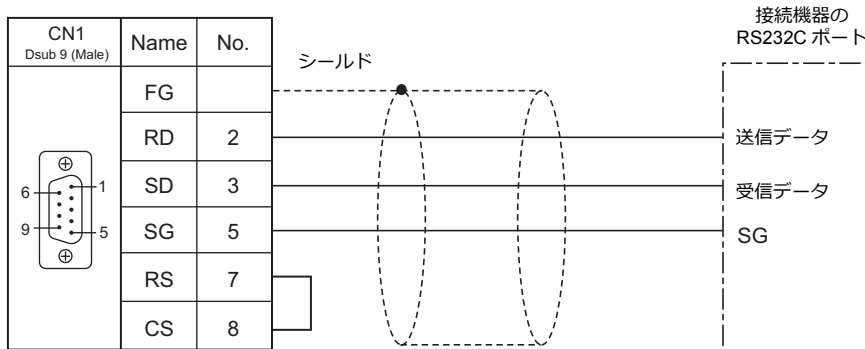 接続機器の
RS232C ポート
CN1
Dsub 9 (Male)
Name
No.
シールド
FG
RD
2
送信データ
SD
3
受信データ
SG
5
SG
RS
7
CS
8
6
1
9
5